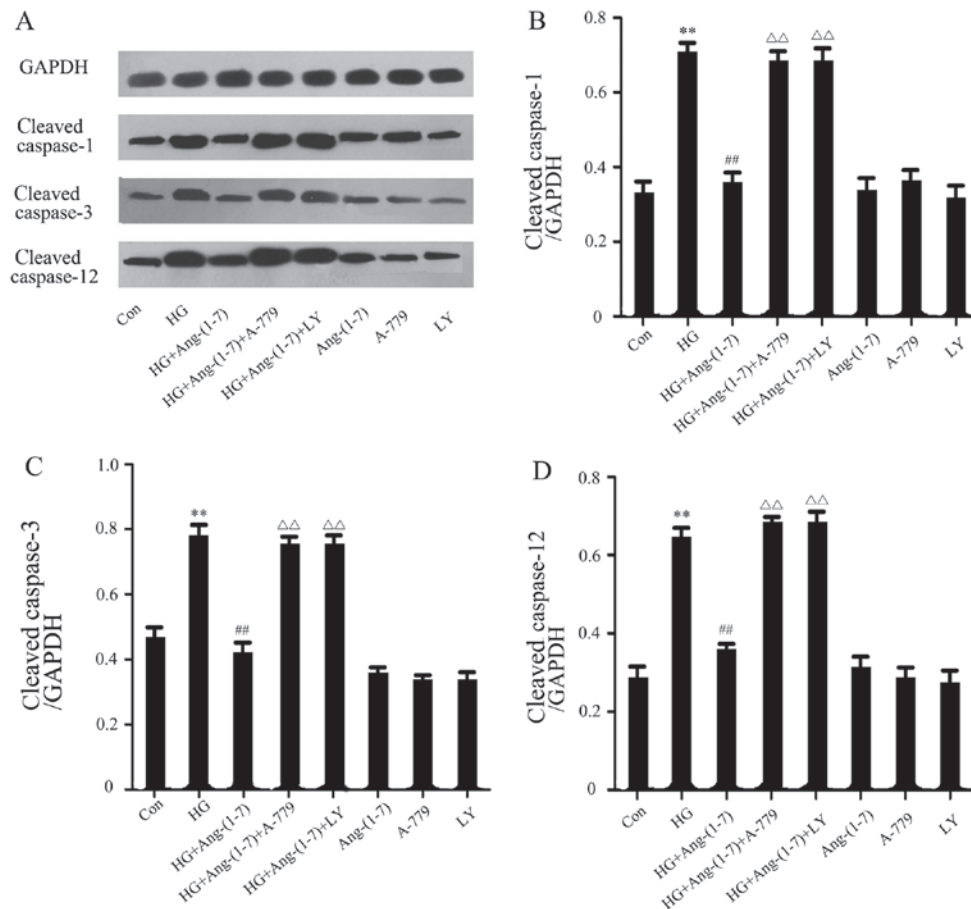 A
GAPDH
Cleaved
caspase-1
Cleaved
caspase-3
Cleaved
caspase-12
Con
HG
HG+Ang-(1-7)
HG+Ang-(1-7)+A-779
HG+Ang-(1-7)+LY
Ang-(1-7)
A-779
LY
B
Cleaved caspase-1
/GAPDH
0.8
0.6
0.4
0.2
0
**
##
△△
△△
Con
HG
HG+Ang-(1-7)
HG+Ang-(1-7)+A-779
HG+Ang-(1-7)+LY
Ang-(1-7)
A-779
LY
C
Cleaved caspase-3
/GAPDH
1.0
0.8
0.6
0.4
0.2
0
**
##
△△
△△
Con
HG
HG+Ang-(1-7)
HG+Ang-(1-7)+A-779
HG+Ang-(1-7)+LY
Ang-(1-7)
A-779
LY
D
Cleaved caspase-12
/GAPDH
0.8
0.6
0.4
0.2
0
**
##
△△
△△
Con
HG
HG+Ang-(1-7)
HG+Ang-(1-7)+A-779
HG+Ang-(1-7)+LY
Ang-(1-7)
A-779
LY